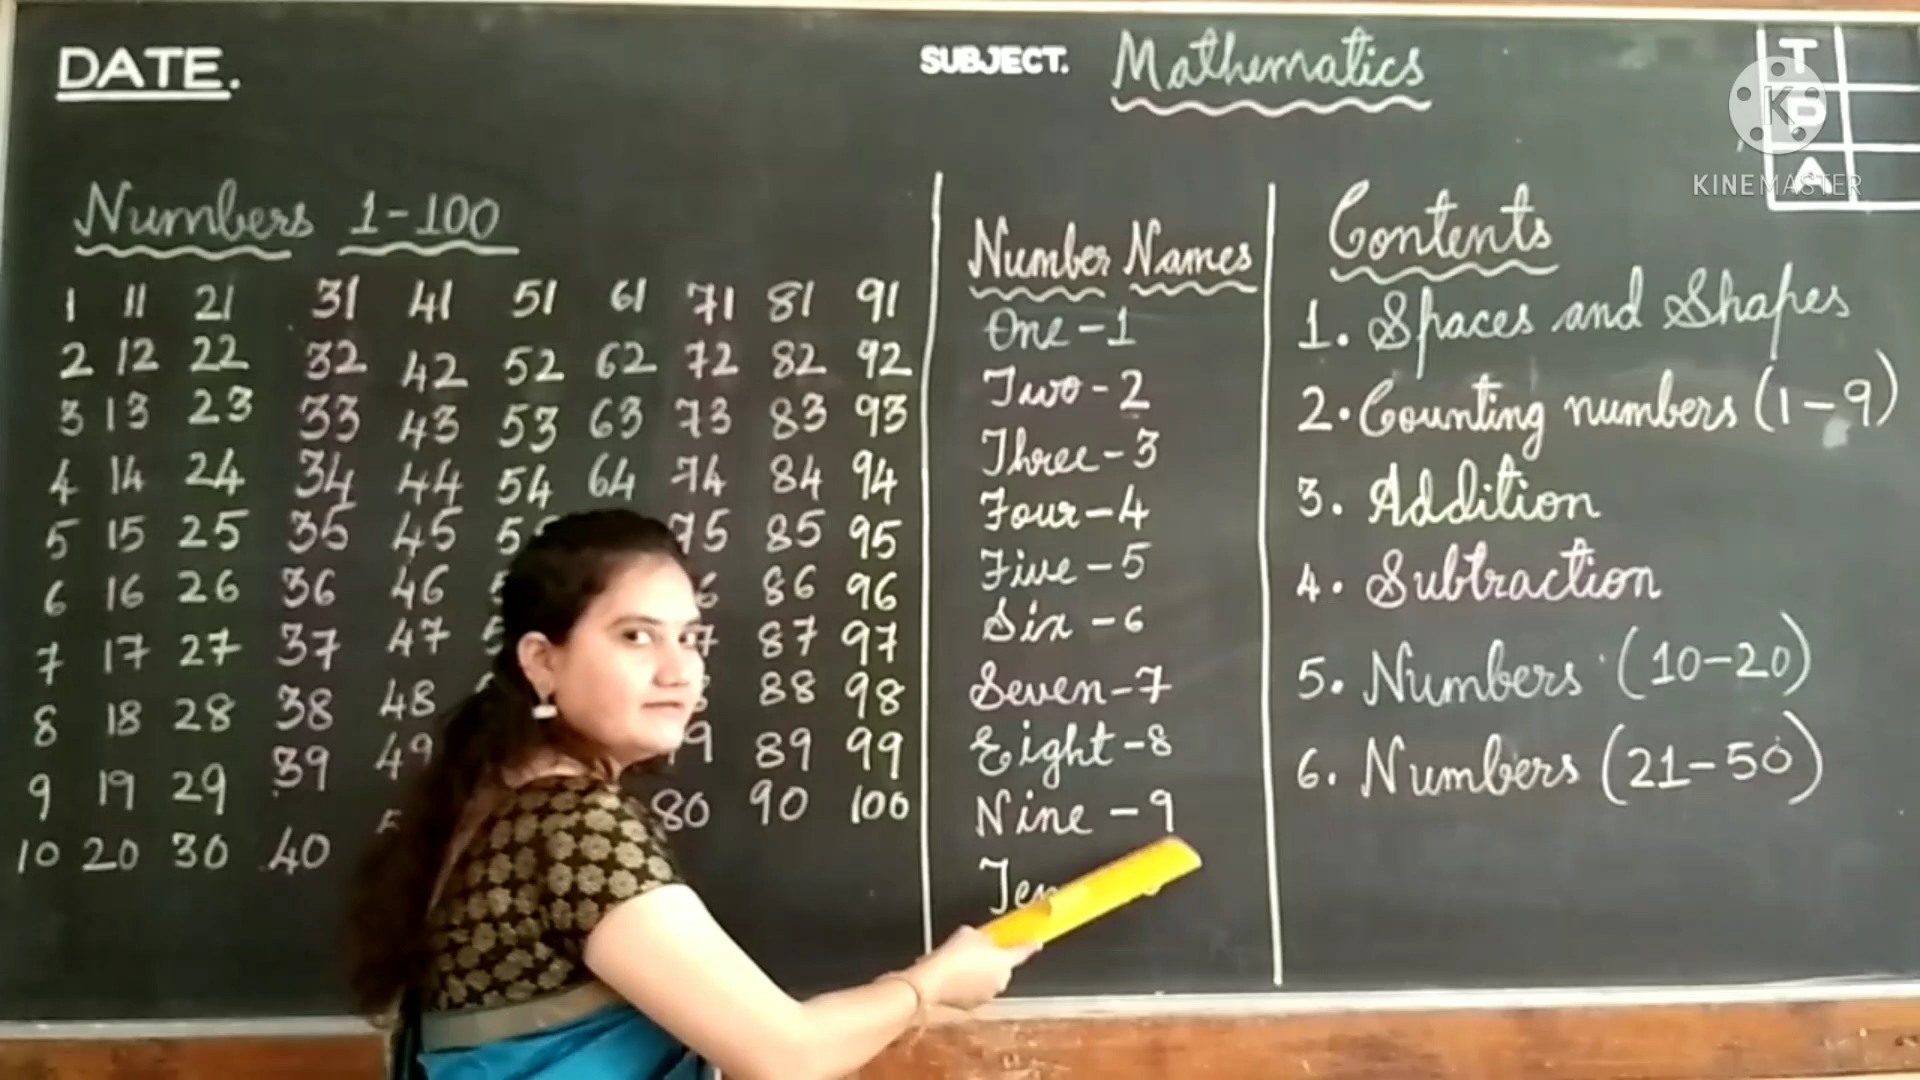 DATE.
SUBJECT. Mathematics
T
B
A
KINEMASTER
Numbers 1-100
1 11 21 31 41 51 61 71 81 91
2 12 22 32 42 52 62 72 82 92
3 13 23 33 43 53 63 73 83 93
4 14 24 34 44 54 64 74 84 94
5 15 25 35 45 75 85 95
6 16 26 36 46 86 96
7 17 27 37 47 87 97
8 18 28 38 48 88 98
9 19 29 39 49 89 99
10 20 30 40 80 90 100
Number Names
One - 1
Two - 2
Three - 3
Four - 4
Five - 5
Six - 6
Seven - 7
Eight - 8
Nine - 9
Ten
Contents
1. Spaces and Shapes
2. Counting numbers (1-9)
3. Addition
4. Subtraction
5. Numbers (10-20)
6. Numbers (21-50)